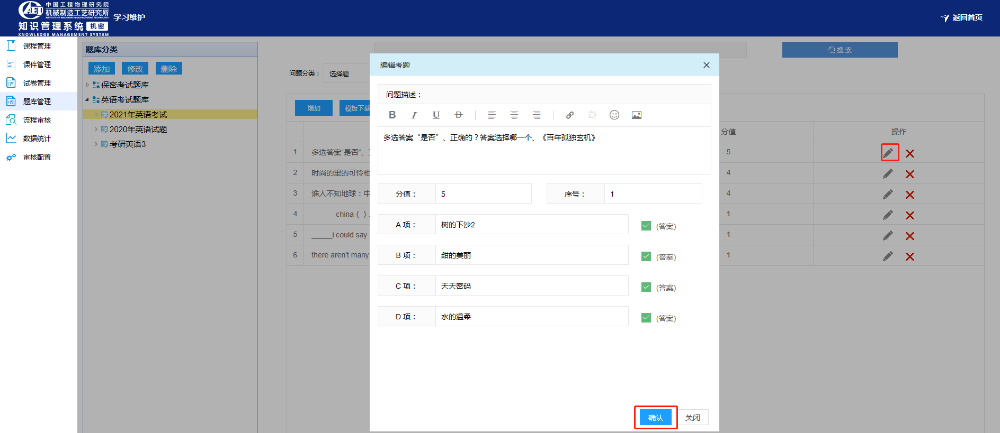 中国工程物理研究院
机械制造工艺研究所
INSTITUTE OF MACHINERY MANUFACTURING TECHNOLOGY
知识管理系统 机密
KNOWLEDGE MANAGEMENT SYSTEM
学习维护
返回首页
课程管理
课件管理
试卷管理
题库管理
流程审核
数据统计
审核配置
题库分类
添加 修改 删除
保密考试题库
英语考试题库
2021年英语考试
2020年英语试题
考研英语3
搜 索
问题分类： 选择题
增加 模板下载
分值 操作
1 多选答案“是否”、 5
2 时尚的里的可怜相 4
3 谁人不知地球：中 4
4 china ( ) 1
5 _____i could say 1
6 there aren't many 1
编辑考题
问题描述：
B I U D
多选答案“是否”、正确的？答案选择哪一个、《百年孤独玄机》
分值： 5 序号： 1
A 项： 树的下沙2 (答案)
B 项： 甜的美丽 (答案)
C 项： 天天密码 (答案)
D 项： 水的温柔 (答案)
确认 关闭